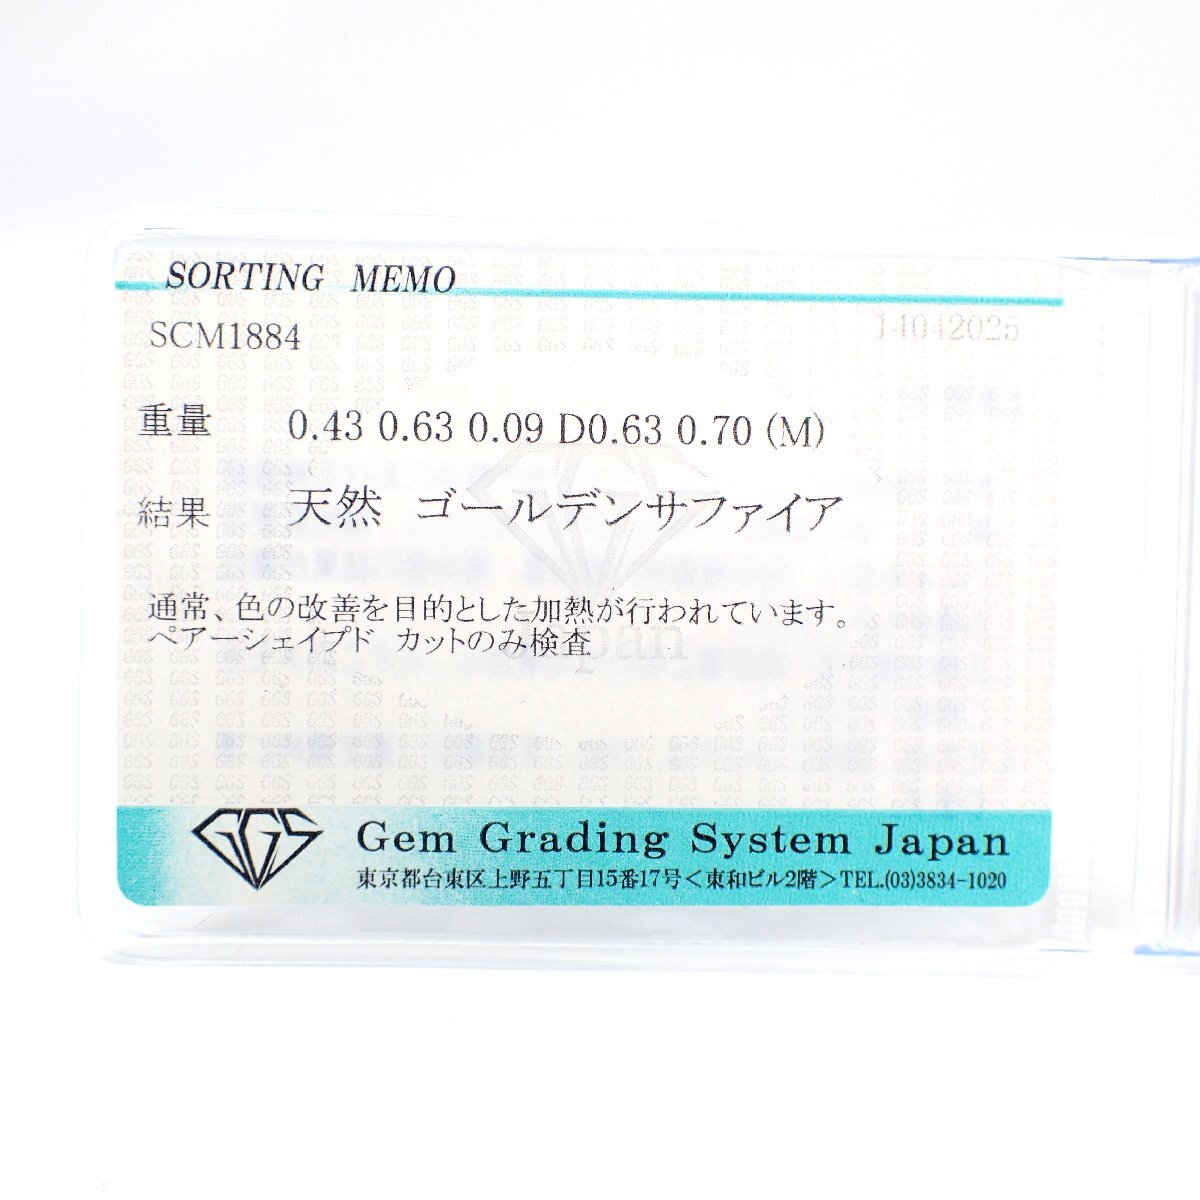 SORTING MEMO
SCM1884 14042025
重量 0.43 0.63 0.09 D0.63 0.70 (M)
結果 天然 ゴールデンサファイア
通常、色の改善を目的とした加熱が行われています。
ペアーシェイプド カットのみ検査
Japan
GGS
Gem Grading System Japan
東京都台東区上野五丁目15番17号＜東和ビル2階＞TEL.(03)3834-1020